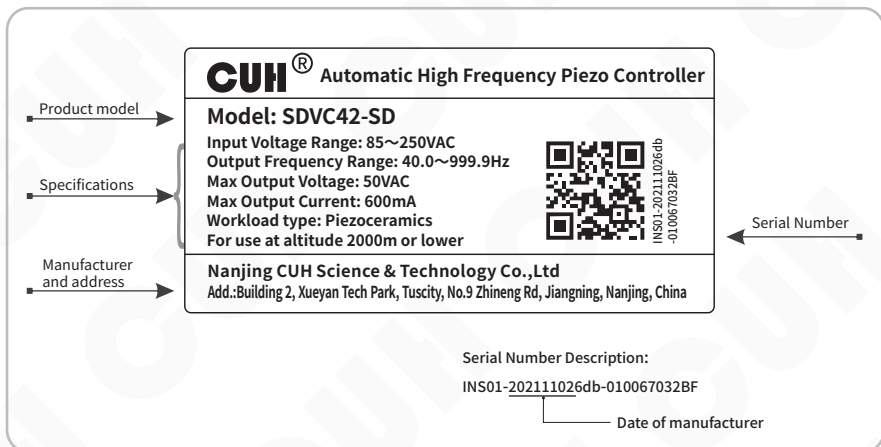 CUH® Automatic High Frequency Piezo Controller
Product model
Model: SDVC42-SD
Specifications
Input Voltage Range: 85~250VAC
Output Frequency Range: 40.0~999.9Hz
Max Output Voltage: 50VAC
Max Output Current: 600mA
Workload type: Piezoceramics
For use at altitude 2000m or lower
INS01-202111026db
-010067032BF
Serial Number
Manufacturer
and address
Nanjing CUH Science & Technology Co.,Ltd
Add.:Building 2, Xueyan Tech Park, Tuscity, No.9 Zhineng Rd, Jiangning, Nanjing, China
Serial Number Description:
INS01-202111026db-010067032BF
Date of manufacturer